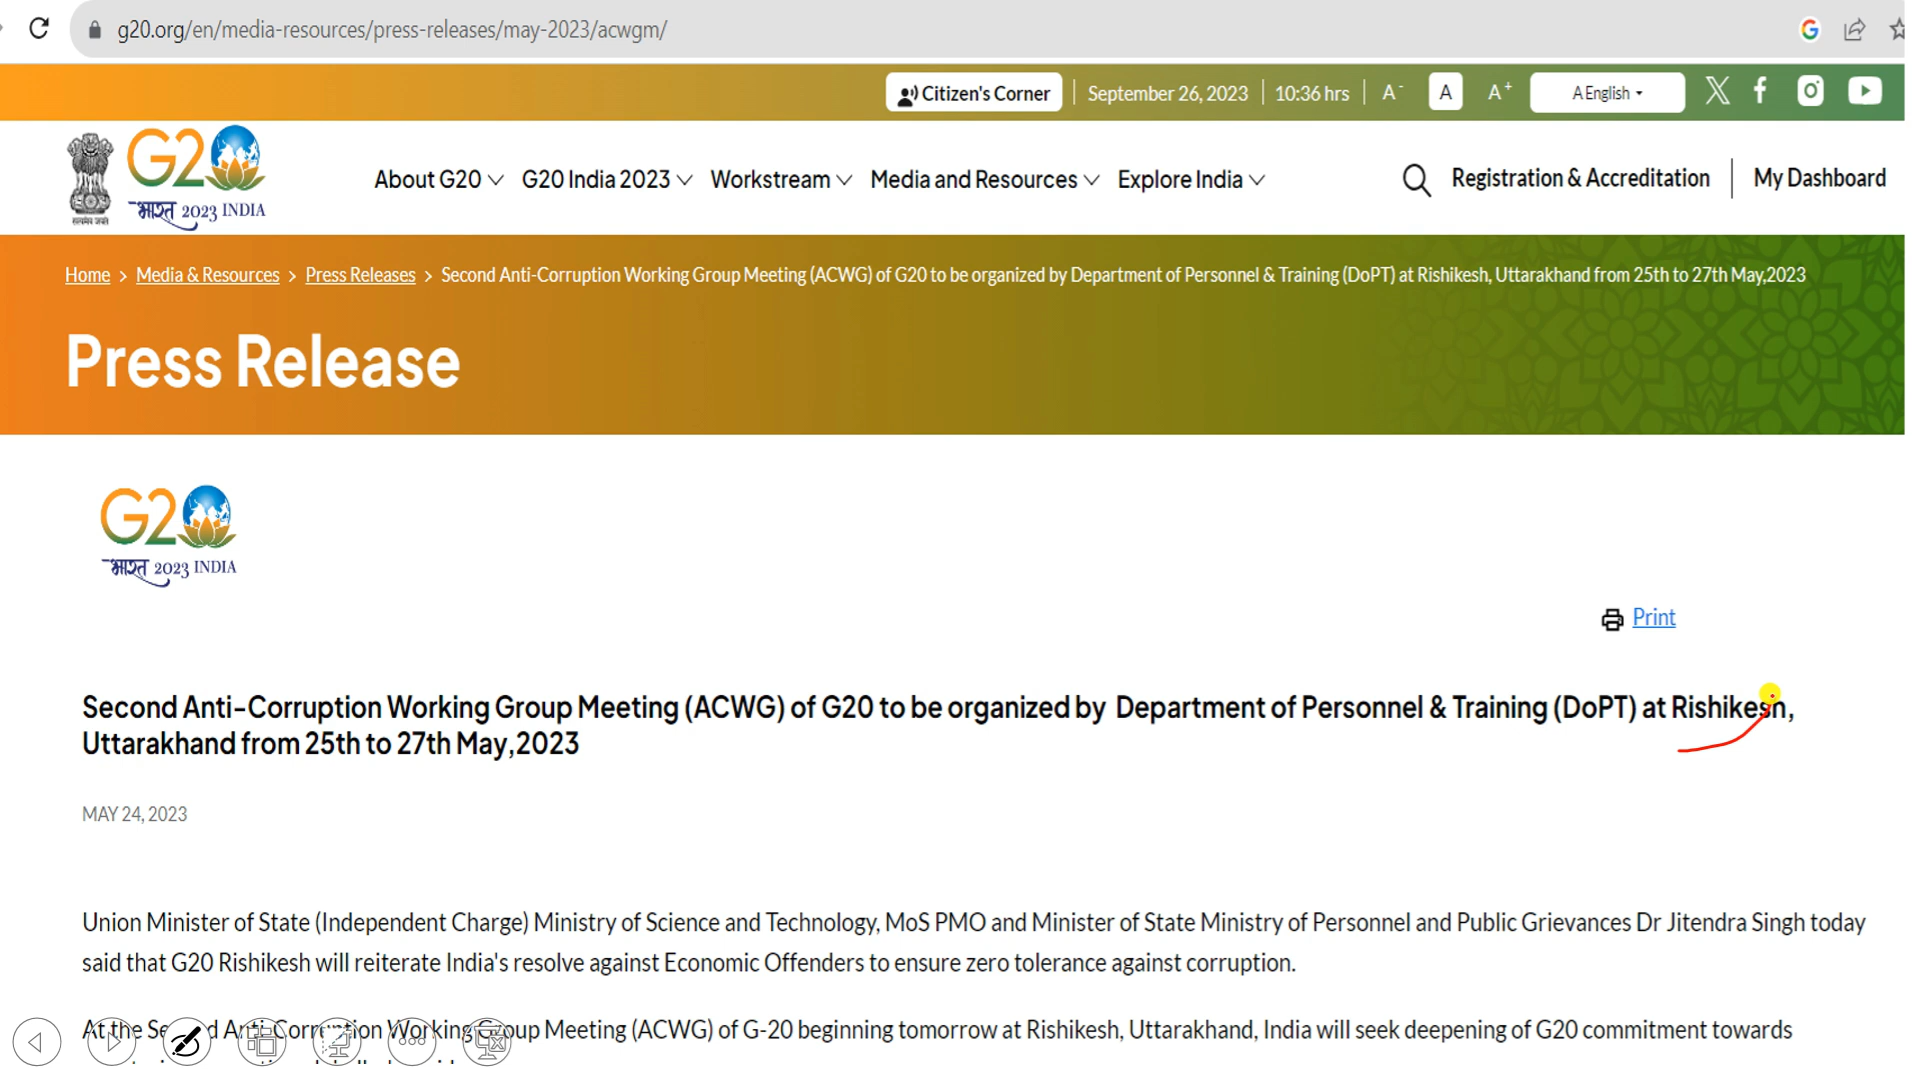 g20.org/en/media-resources/press-releases/may-2023/acwgm/
Citizen's Corner September 26, 2023 10:36 hrs A- A A+ A English
G20
भारत 2023 INDIA
सत्यमेव जयते
About G20 G20 India 2023 Workstream Media and Resources Explore India Registration & Accreditation My Dashboard
Home > Media & Resources > Press Releases > Second Anti-Corruption Working Group Meeting (ACWG) of G20 to be organized by Department of Personnel & Training (DoPT) at Rishikesh, Uttarakhand from 25th to 27th May,2023
Press Release
G20
भारत 2023 INDIA
Print
Second Anti-Corruption Working Group Meeting (ACWG) of G20 to be organized by Department of Personnel & Training (DoPT) at Rishikesh,
Uttarakhand from 25th to 27th May,2023
MAY 24, 2023
Union Minister of State (Independent Charge) Ministry of Science and Technology, MoS PMO and Minister of State Ministry of Personnel and Public Grievances Dr Jitendra Singh today
said that G20 Rishikesh will reiterate India's resolve against Economic Offenders to ensure zero tolerance against corruption.
At the Second Anti-Corruption Working Group Meeting (ACWG) of G-20 beginning tomorrow at Rishikesh, Uttarakhand, India will seek deepening of G20 commitment towards